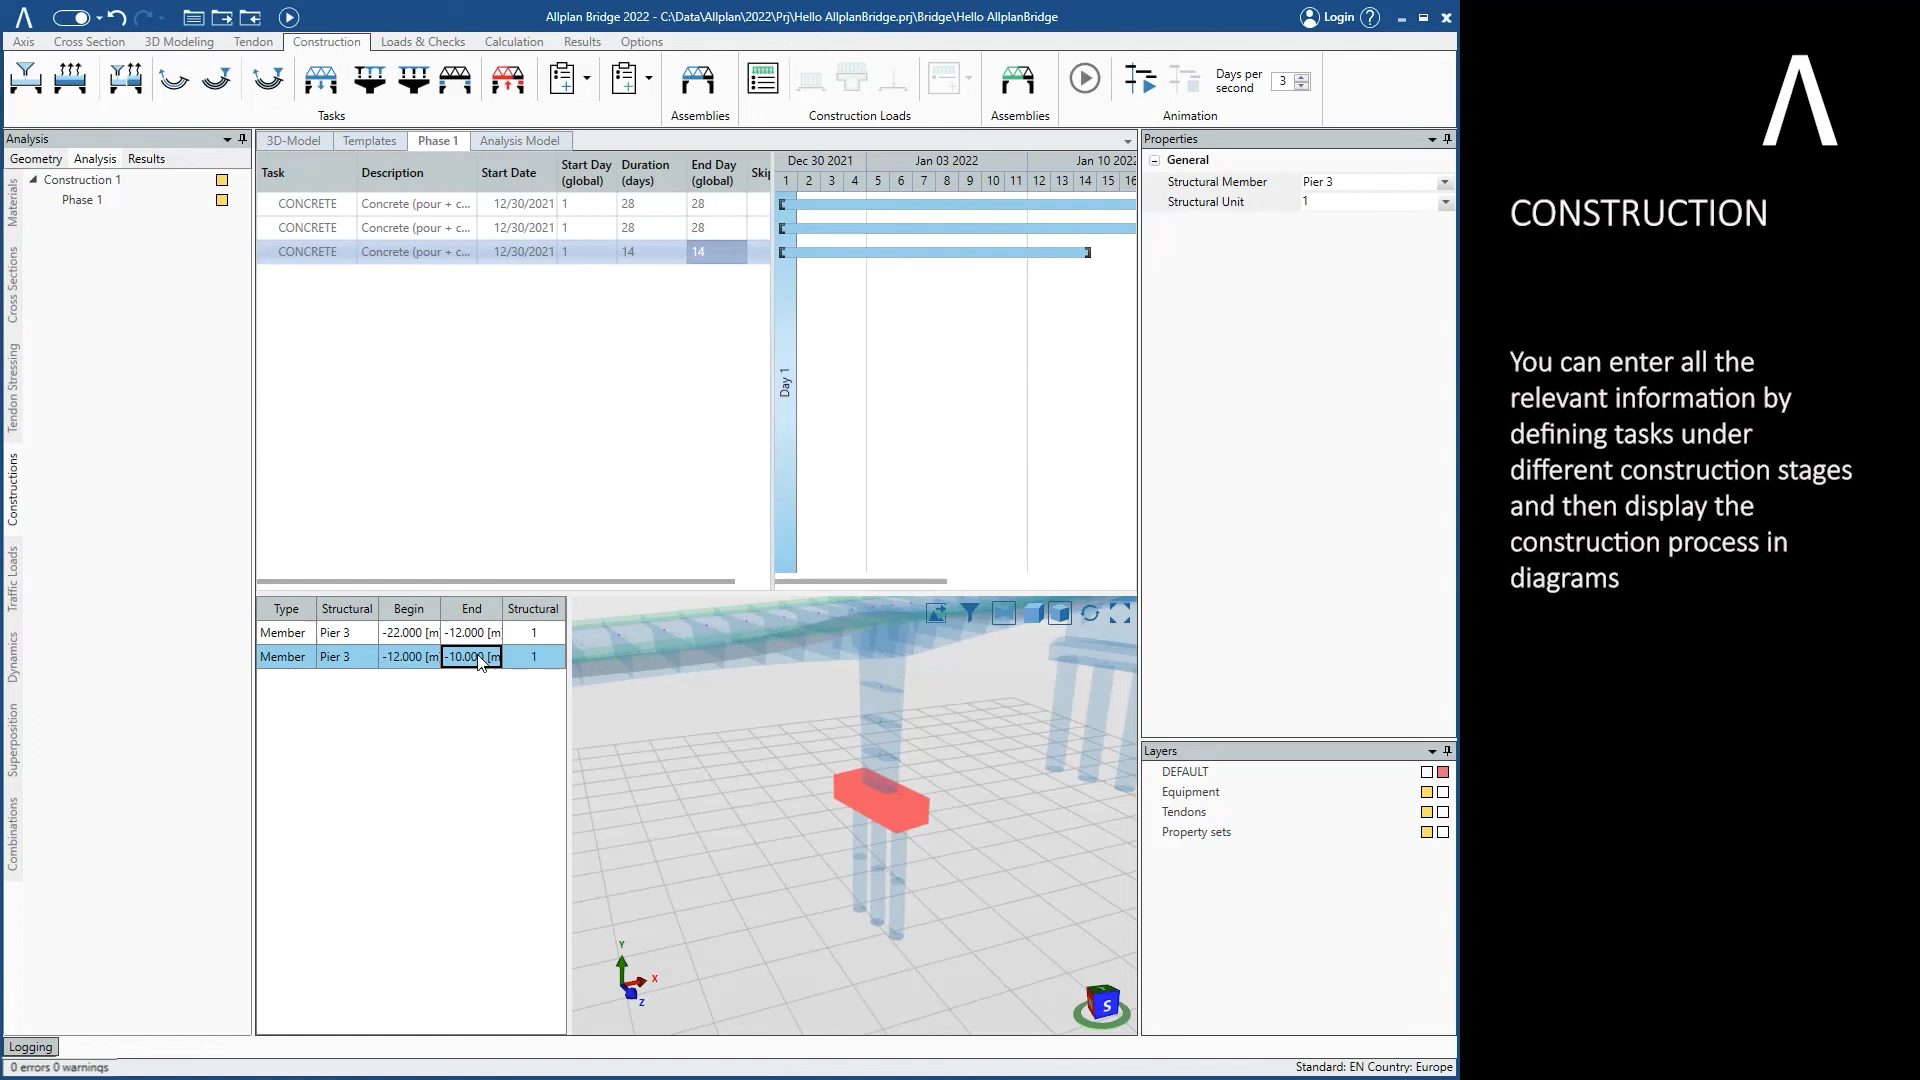 Allplan Bridge 2022 - C:\Data\Allplan\2022\Prj\Hello AllplanBridge.prj\Bridge\Hello AllplanBridge
Login ?
Axis Cross Section 3D Modeling Tendon Construction Loads & Checks Calculation Results Options
Days per second 3
Tasks Assemblies Construction Loads Assemblies Animation
Analysis
Geometry Analysis Results
Construction 1
Phase 1
Materials
Cross Sections
Tendon Stressing
Constructions
Traffic Loads
Dynamics
Superposition
Combinations
3D-Model Templates Phase 1 Analysis Model
Task Description Start Date Start Day (global) Duration (days) End Day (global) Skip
CONCRETE Concrete (pour + c... 12/30/2021 1 28 28
CONCRETE Concrete (pour + c... 12/30/2021 1 28 28
CONCRETE Concrete (pour + c... 12/30/2021 1 14 14
Dec 30 2021 Jan 03 2022 Jan 10 2022
1 2 3 4 5 6 7 8 9 10 11 12 13 14 15 16
Day 1
Type Structural Begin End Structural
Member Pier 3 -22.000 [m -12.000 [m 1
Member Pier 3 -12.000 [m -10.000 [m 1
Y
X
Z
S
Properties
General
Structural Member Pier 3
Structural Unit 1
Layers
DEFAULT
Equipment
Tendons
Property sets
Logging
0 errors 0 warnings
Standard: EN Country: Europe
CONSTRUCTION
You can enter all the
relevant information by
defining tasks under
different construction stages
and then display the
construction process in
diagrams